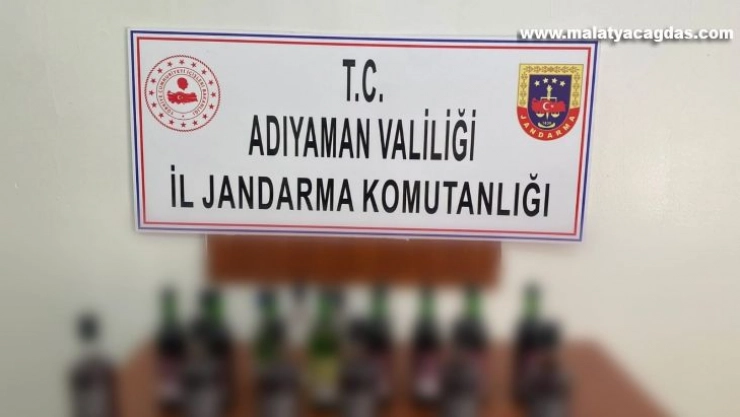 www.malatyacagdas.com
T.C.
ADIYAMAN VALİLİĞİ
İL JANDARMA KOMUTANLIĞI
JANDARMA